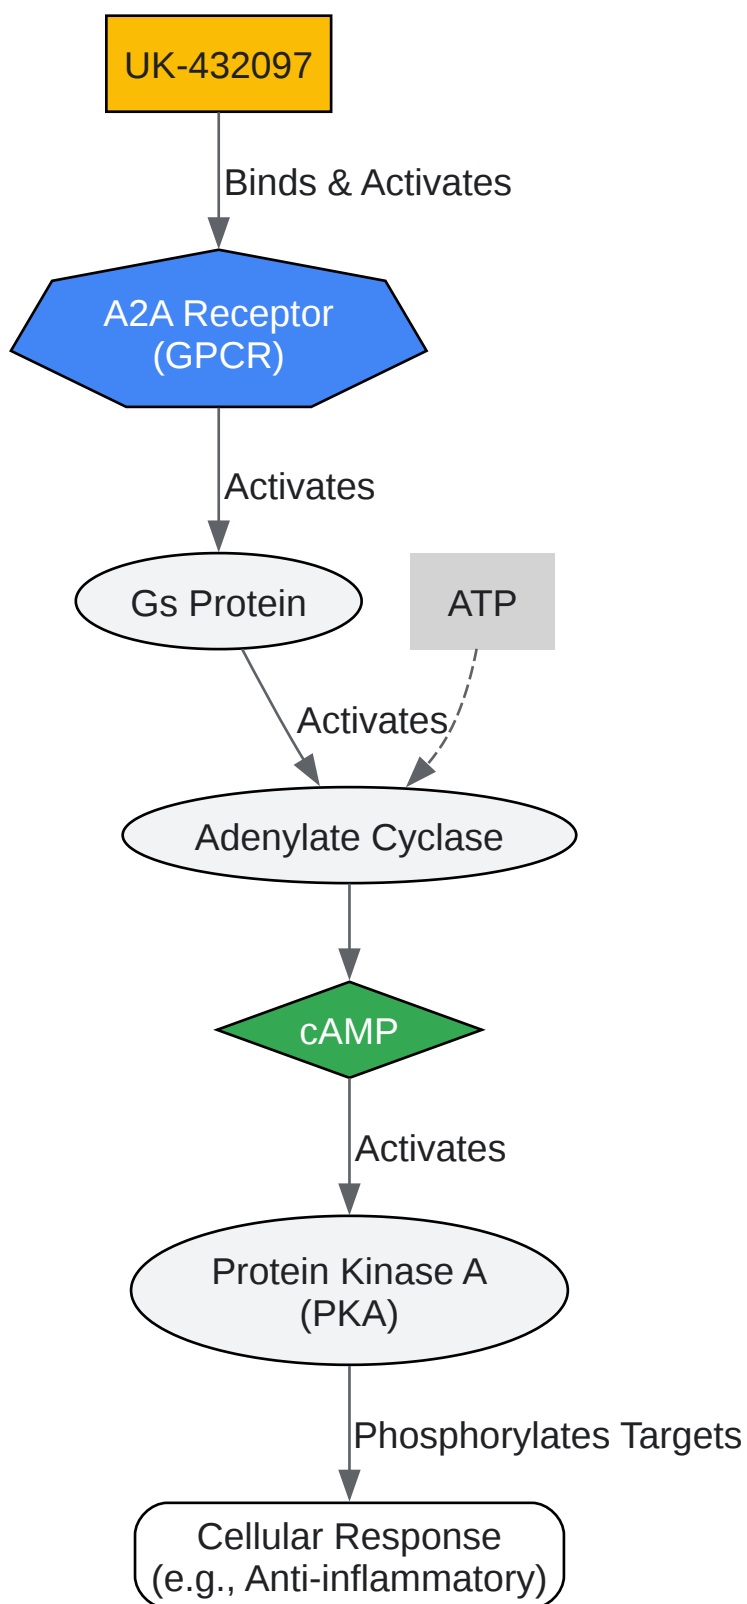 UK-432097
Binds & Activates
A2A Receptor
(GPCR)
Activates
Gs Protein
ATP
Activates
Adenylate Cyclase
cAMP
Activates
Protein Kinase A
(PKA)
Phosphorylates Targets
Cellular Response
(e.g., Anti-inflammatory)